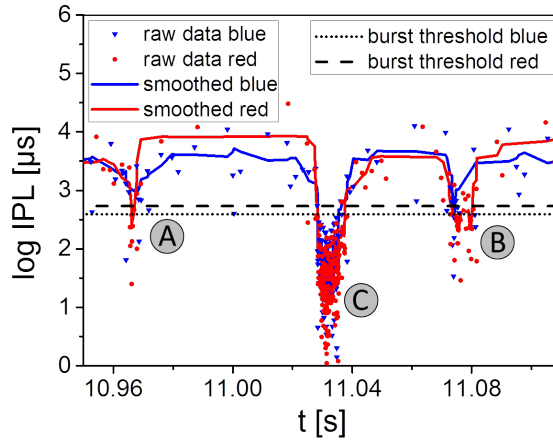 raw data blue
raw data red
smoothed blue
smoothed red
burst threshold blue
burst threshold red
log IPL [µs]
6
5
4
3
2
1
0
A
B
C
10.96
11.00
11.04
11.08
t [s]